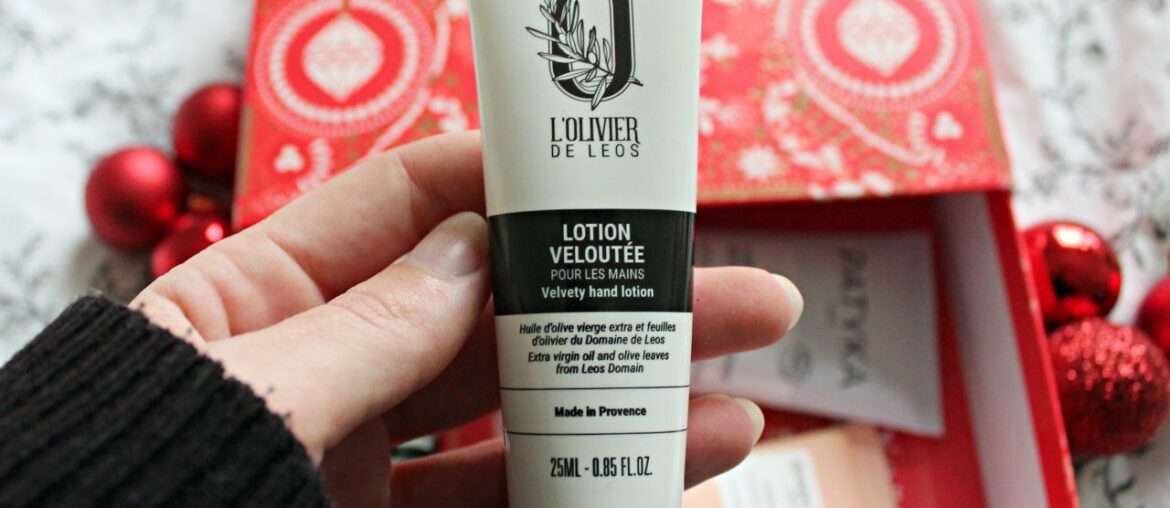 L'OLIVIER
DE LEOS
LOTION
VELOUTÉE
POUR LES MAINS
Velvety hand lotion
Huile d'olive vierge extra et feuilles
d'olivier du Domaine de Leos
Extra virgin oil and olive leaves
from Leos Domain
Made in Provence
25ML - 0.85 FL.OZ.
PATYKA